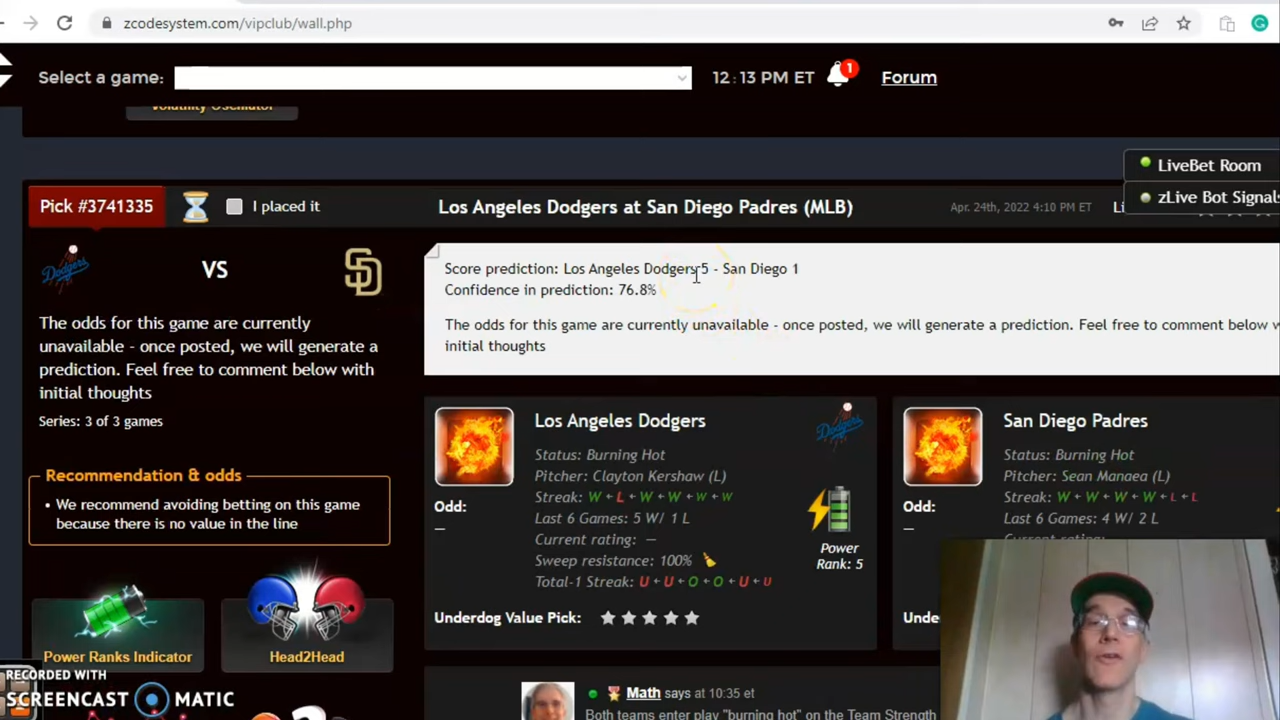 zcodesystem.com/vipclub/wall.php
Select a game:
12:13 PM ET
1
Forum
Volatility Oscillator
LiveBet Room
zLive Bot Signals
Pick #3741335
I placed it
Los Angeles Dodgers at San Diego Padres (MLB)
Apr. 24th, 2022 4:10 PM ET
Dodgers
VS
SD
The odds for this game are currently
unavailable - once posted, we will generate a
prediction. Feel free to comment below with
initial thoughts
Series: 3 of 3 games
Score prediction: Los Angeles Dodgers 5 - San Diego 1
Confidence in prediction: 76.8%
The odds for this game are currently unavailable - once posted, we will generate a prediction. Feel free to comment below w
initial thoughts
Recommendation & odds
• We recommend avoiding betting on this game
because there is no value in the line
Power Ranks Indicator
Head2Head
Los Angeles Dodgers
Dodgers
Status: Burning Hot
Pitcher: Clayton Kershaw (L)
Streak: W ← L ← W ← W ← W ← W
Odd:
—
Last 6 Games: 5 W/ 1 L
Current rating: —
Sweep resistance: 100%
Total-1 Streak: U ← U ← O ← O ← U ← U
Power
Rank: 5
Underdog Value Pick:
San Diego Padres
Status: Burning Hot
Pitcher: Sean Manaea (L)
Streak: W ← W ← W ← W ← L ← L
Odd:
—
Last 6 Games: 4 W/ 2 L
Current rating:
Unde
Math says at 10:35 et
Both teams enter play "burning hot" on the Team Strength
RECORDED WITH
SCREENCAST MATIC